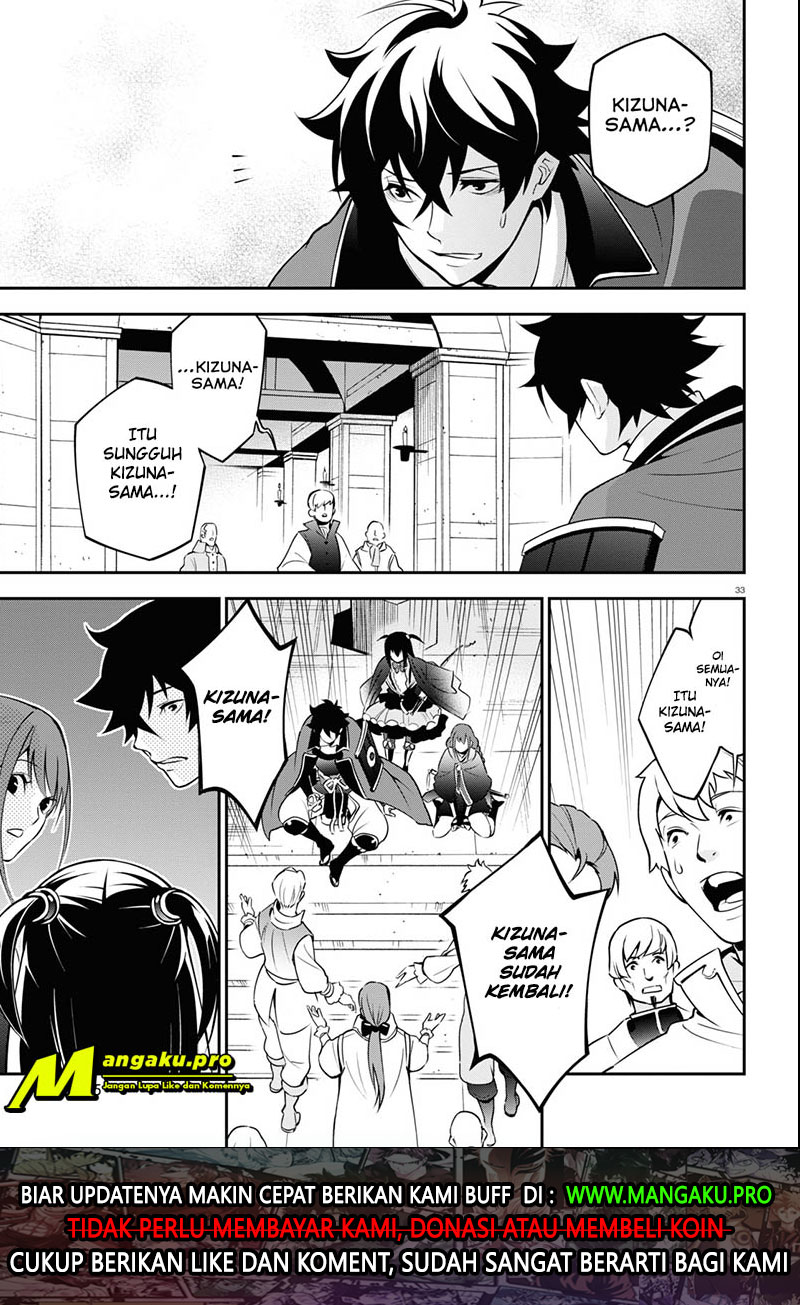 KIZUNA-
SAMA...?
...KIZUNA-
SAMA!
ITU
SUNGGUH
KIZUNA-
SAMA...!
33
OI
SEMUA-
NYA!
ITU
KIZUNA-
SAMA!
KIZUNA-
SAMA!
KIZUNA-
SAMA
SUDAH
KEMBALI!
Mangaku.pro
Jangan Lupa Like dan Komennya
BIAR UPDATENYA MAKIN CEPAT BERIKAN KAMI BUFF DI : WWW.MANGAKU.PRO
TIDAK PERLU MEMBAYAR KAMI, DONASI ATAU MEMBELI KOIN
CUKUP BERIKAN LIKE DAN KOMENT, SUDAH SANGAT BERARTI BAGI KAMI